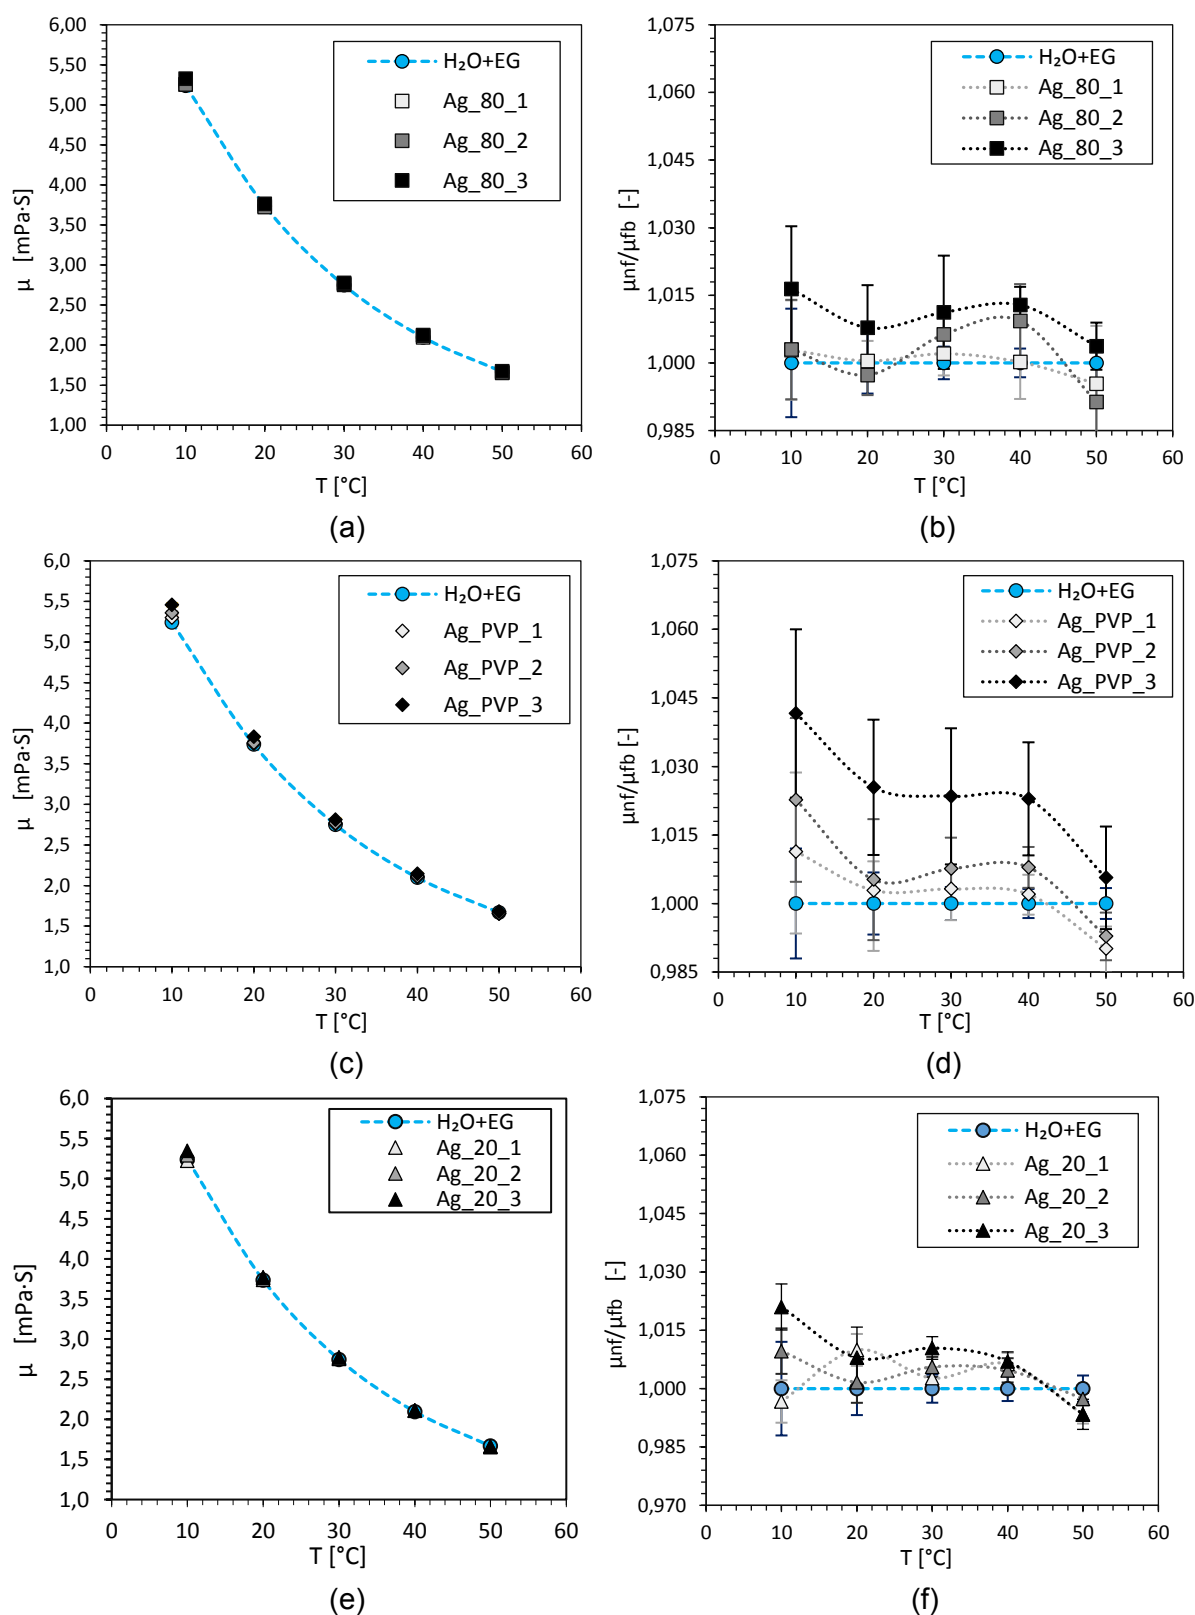 6,00
5,50
5,00
4,50
4,00
3,50
3,00
2,50
2,00
1,50
1,00
µ [mPa·S]
H₂O+EG
Ag_80_1
Ag_80_2
Ag_80_3
0 10 20 30 40 50 60
T [°C]
(a)
1,075
1,060
1,045
1,030
1,015
1,000
0,985
µnf/µfb [-]
H₂O+EG
Ag_80_1
Ag_80_2
Ag_80_3
0 10 20 30 40 50 60
T [°C]
(b)
6,0
5,5
5,0
4,5
4,0
3,5
3,0
2,5
2,0
1,5
1,0
µ [mPa·S]
H₂O+EG
Ag_PVP_1
Ag_PVP_2
Ag_PVP_3
0 10 20 30 40 50 60
T [°C]
(c)
1,075
1,060
1,045
1,030
1,015
1,000
0,985
µnf/µfb [-]
H₂O+EG
Ag_PVP_1
Ag_PVP_2
Ag_PVP_3
0 10 20 30 40 50 60
T [°C]
(d)
6,0
5,5
5,0
4,5
4,0
3,5
3,0
2,5
2,0
1,5
1,0
µ [mPa·S]
H₂O+EG
Ag_20_1
Ag_20_2
Ag_20_3
0 10 20 30 40 50 60
T [°C]
(e)
1,075
1,060
1,045
1,030
1,015
1,000
0,985
0,970
µnf/µfb [-]
H₂O+EG
Ag_20_1
Ag_20_2
Ag_20_3
0 10 20 30 40 50 60
T [°C]
(f)